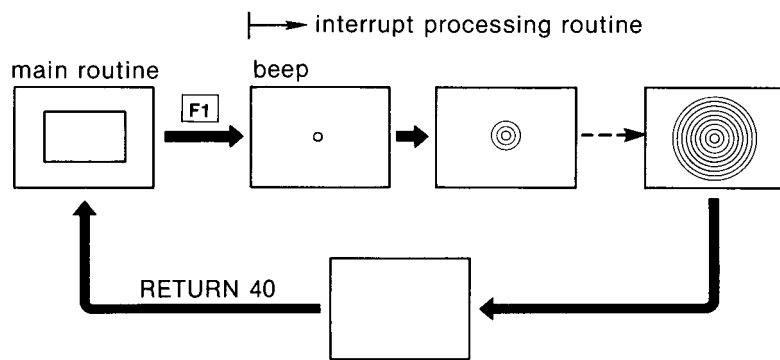 interrupt processing routine
main routine
beep
F1
RETURN 40